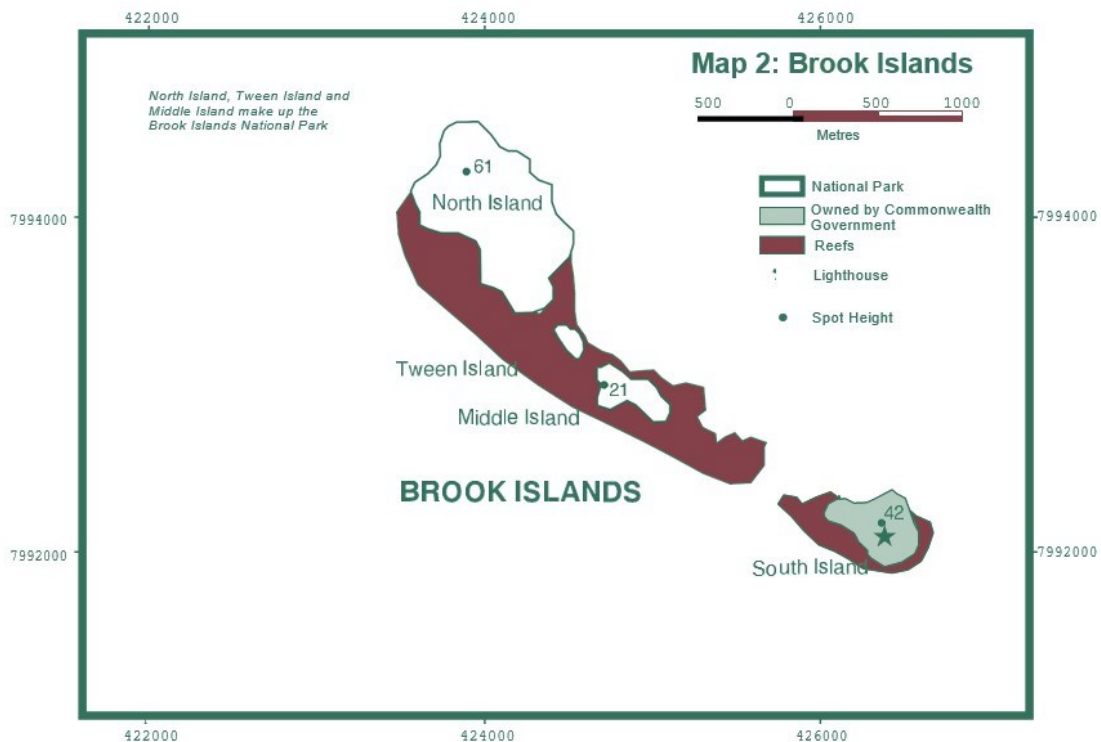 422000 424000 426000
Map 2: Brook Islands
North Island, Tween Island and
Middle Island make up the
Brook Islands National Park
500 0 500 1000
Metres
61
National Park
North Island
Owned by Commonwealth
Government
7994000 7994000
Reefs
Lighthouse
Spot Height
Tween Island
21
Middle Island
BROOK ISLANDS
42
7992000 7992000
South Island
422000 424000 426000